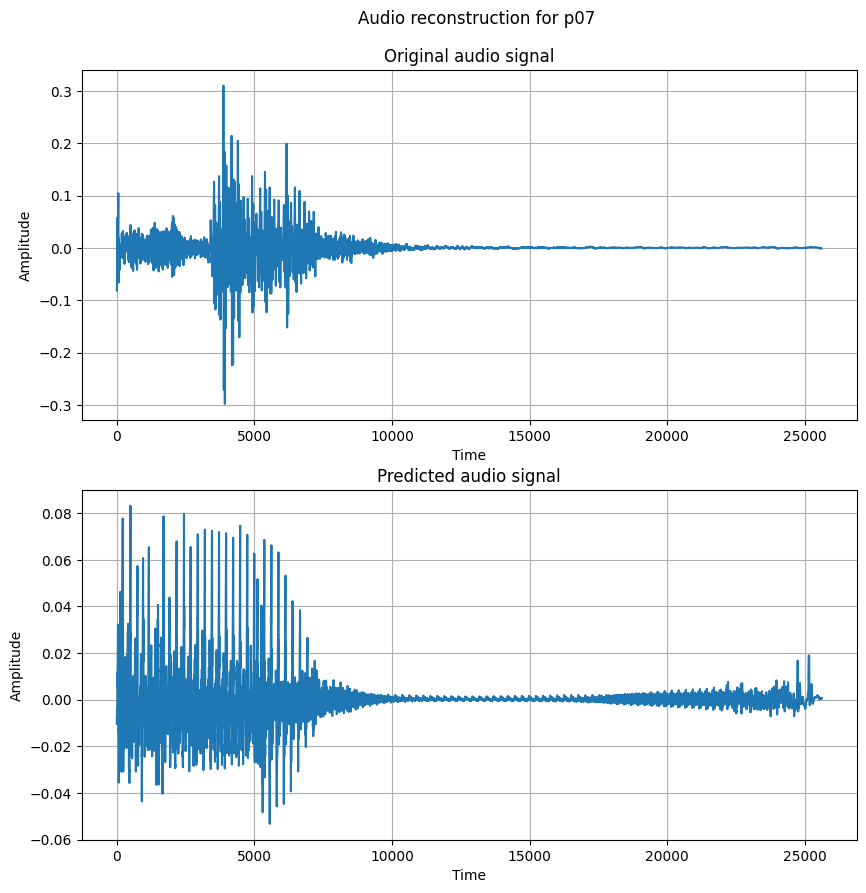 Audio reconstruction for p07
Original audio signal
0.3
0.2
0.1
0.0
−0.1
−0.2
−0.3
Amplitude
0 5000 10000 15000 20000 25000
Time
Predicted audio signal
0.08
0.06
0.04
0.02
0.00
−0.02
−0.04
−0.06
Amplitude
0 5000 10000 15000 20000 25000
Time